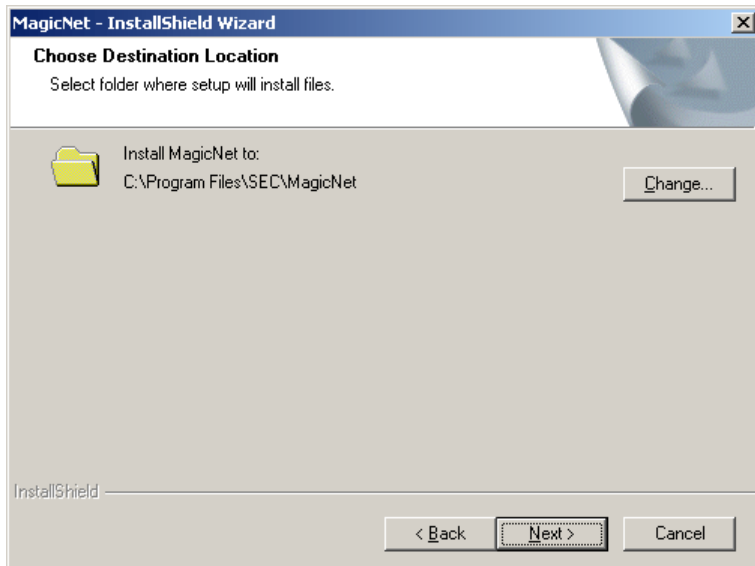 MagicNet - InstallShield Wizard
Choose Destination Location
Select folder where setup will install files.
Install MagicNet to:
C:\Program Files\SEC\MagicNet
Change...
InstallShield
< Back
Next >
Cancel